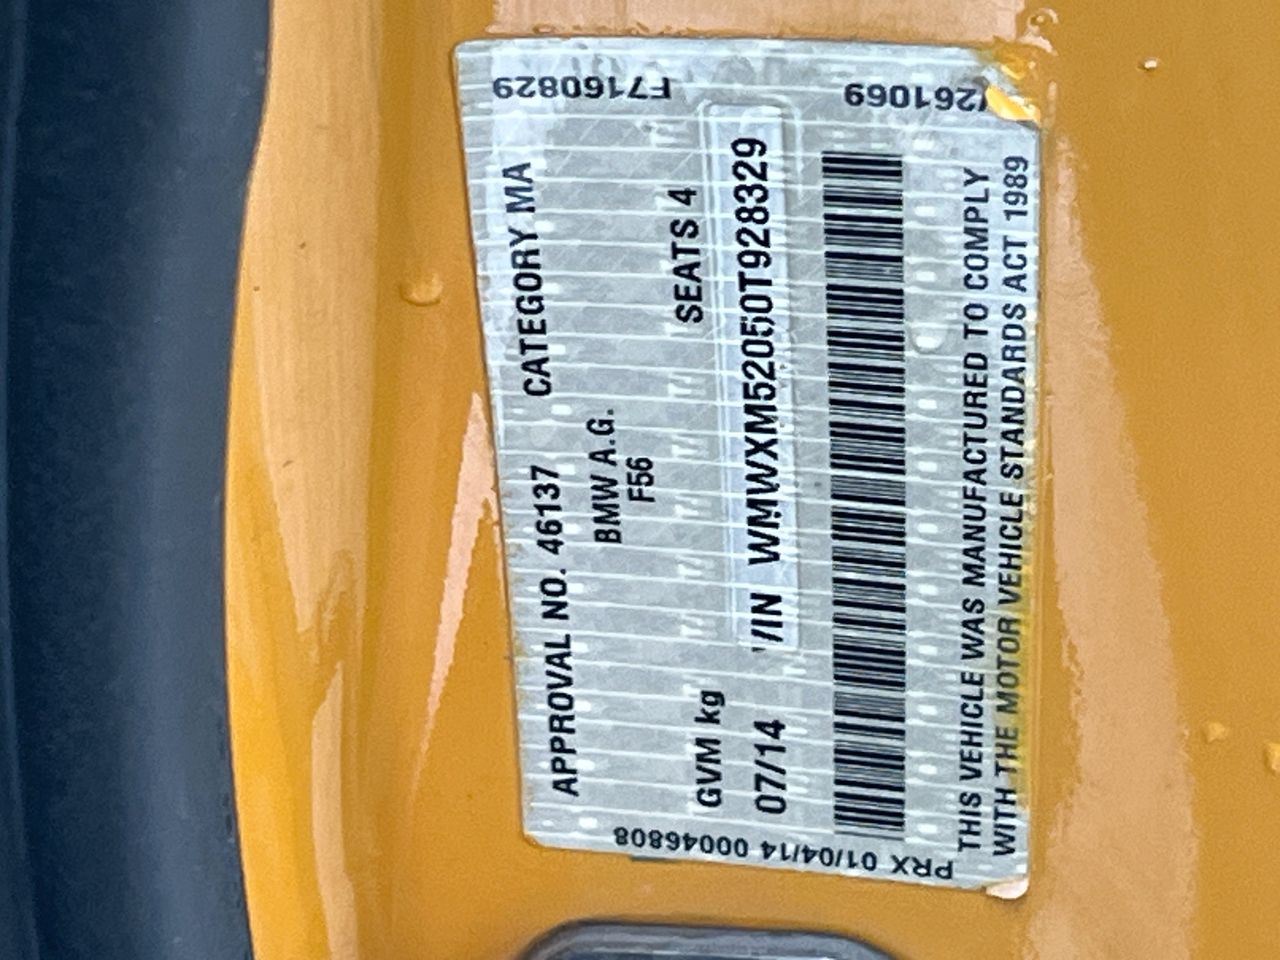 F7160829
APPROVAL NO. 46137 CATEGORY MA
BMW A.G.
F56
GVM kg SEATS 4
07/14 VIN WMWXM52050T928329
THIS VEHICLE WAS MANUFACTURED TO COMPLY
WITH THE MOTOR VEHICLE STANDARDS ACT 1989
PRX 01/04/14 00046808
261069